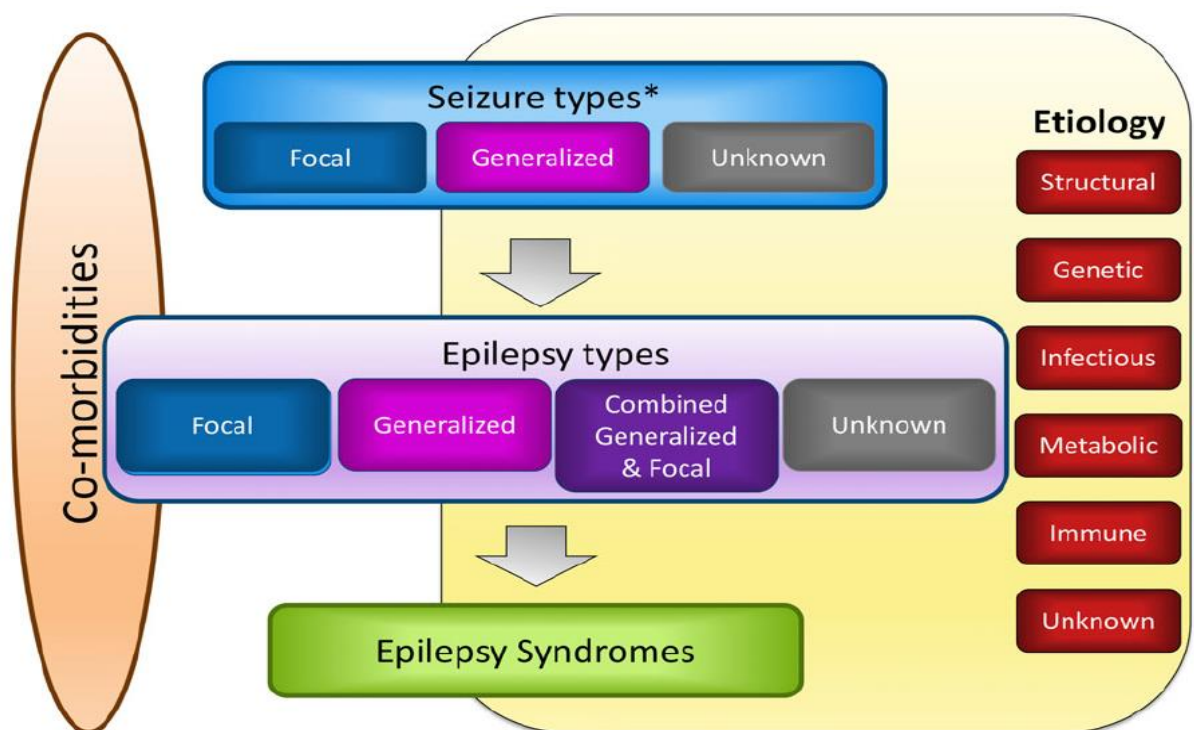 Co-morbidities
Seizure types*
Focal
Generalized
Unknown
Epilepsy types
Focal
Generalized
Combined
Generalized
& Focal
Unknown
Epilepsy Syndromes
Etiology
Structural
Genetic
Infectious
Metabolic
Immune
Unknown